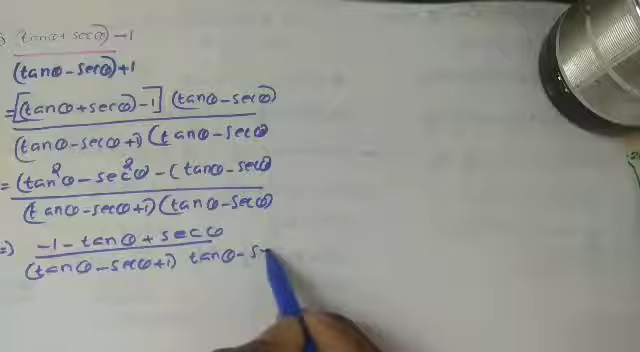 (tanθ + secθ) - 1
(tanθ - secθ) + 1
= [(tanθ + secθ) - 1] (tanθ - secθ)
(tanθ - secθ + 1) (tanθ - secθ
= (tan²θ - sec²θ - (tanθ - secθ)
(tanθ - secθ + 1) (tanθ - secθ)
=) -1 - tanθ + secθ
(tanθ - secθ + 1) tanθ - s